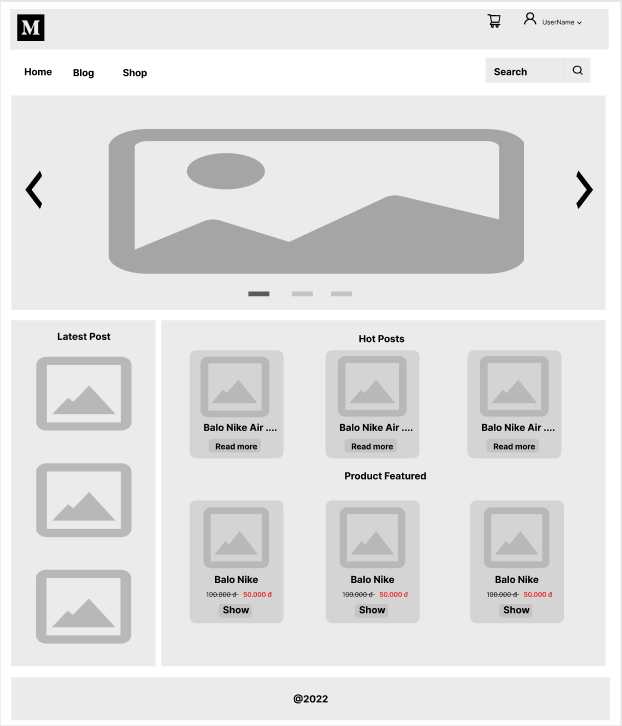 M
UserName
Home Blog Shop
Search
Latest Post
Hot Posts
Balo Nike Air .... Balo Nike Air .... Balo Nike Air ....
Read more Read more Read more
Product Featured
Balo Nike Balo Nike Balo Nike
100.000 đ 50.000 đ 100.000 đ 50.000 đ 100.000 đ 50.000 đ
Show Show Show
@2022